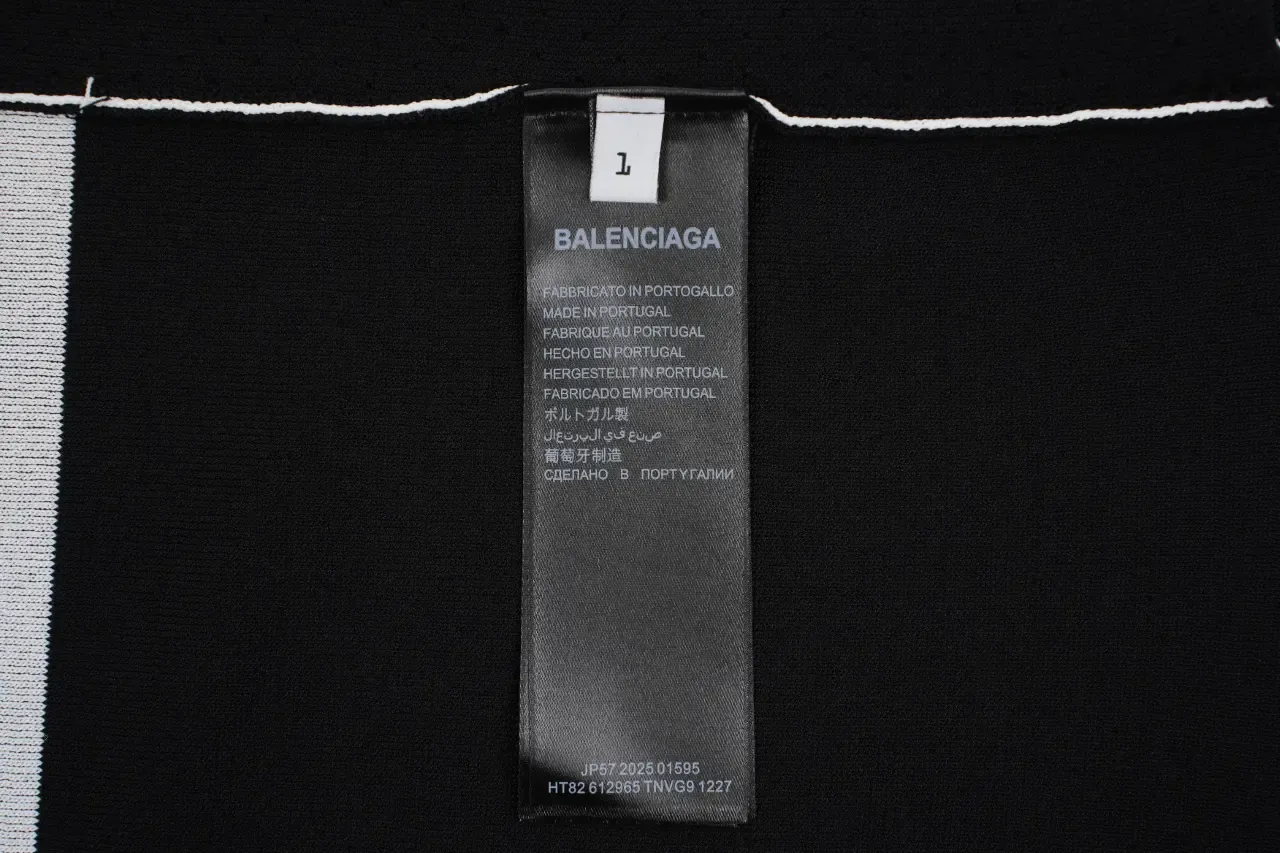 1
BALENCIAGA
FABBRICATO IN PORTOGALLO
MADE IN PORTUGAL
FABRIQUE AU PORTUGAL
HECHO EN PORTUGAL
HERGESTELLT IN PORTUGAL
FABRICADO EM PORTUGAL
ポルトガル製
صنع في البرتغال
葡萄牙制造
СДЕЛАНО В ПОРТУГАЛИИ
JP57 2025 01595
HT82 612965 TNVG9 1227